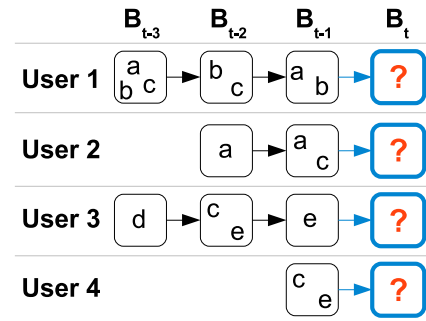 B t-3 B t-2 B t-1 B t
User 1 a b c b c a b ?
User 2 a a c ?
User 3 d c e e ?
User 4 c e ?